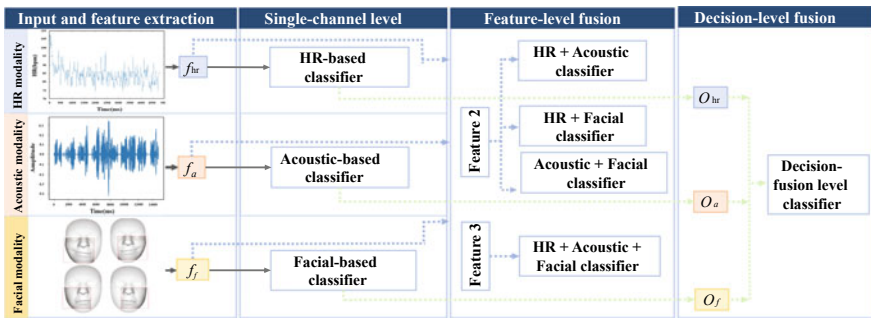 Input and feature extraction
Single-channel level
Feature-level fusion
Decision-level fusion
HR modality
HR(bpm)
Time(ms)
f_hr
HR-based
classifier
HR + Acoustic
classifier
O_hr
Acoustic modality
Amplitude
Time(ms)
f_a
Acoustic-based
classifier
Feature 2
HR + Facial
classifier
Acoustic + Facial
classifier
O_a
Decision-
fusion level
classifier
Facial modality
f_f
Facial-based
classifier
Feature 3
HR + Acoustic +
Facial classifier
O_f